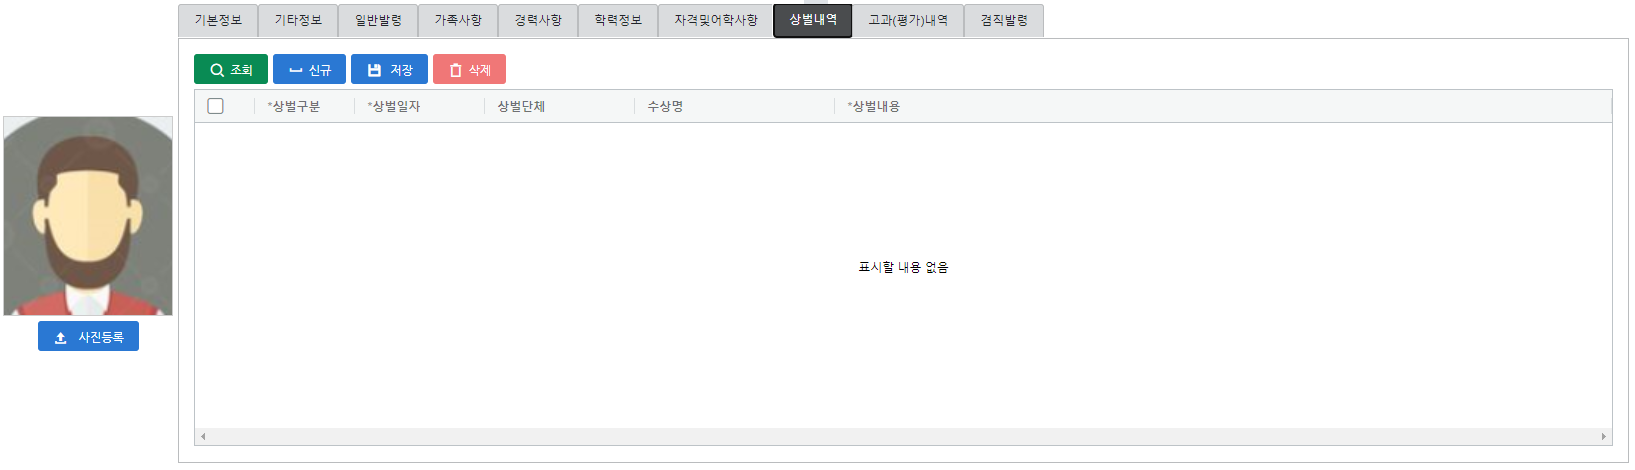 기본정보 기타정보 일반발령 가족사항 경력사항 학력정보 자격및어학사항 상벌내역 고과(평가)내역 겸직발령
조회 신규 저장 삭제
*상벌구분 *상벌일자 상벌단체 수상명 *상벌내용
표시할 내용 없음
사진등록